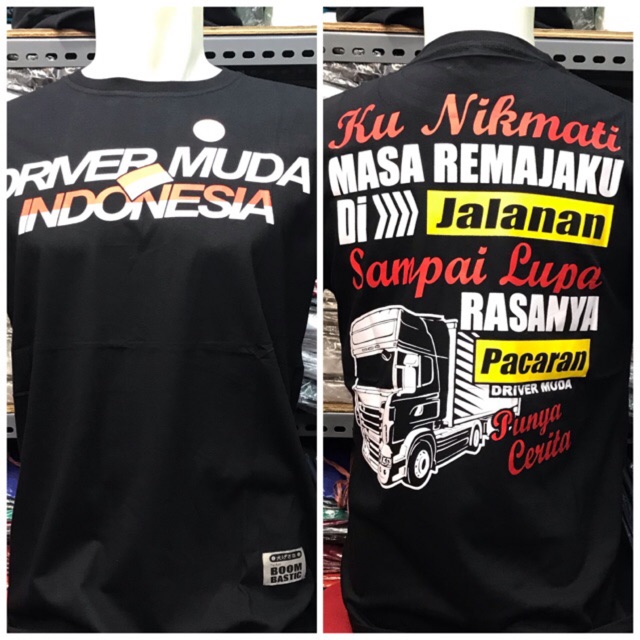 DRIVER MUDA
INDONESIA
BOOM
BASTIC
Ku Nikmati
MASA REMAJAKU
Di Jalanan
Sampai Lupa
RASANYA
Pacaran
DRIVER MUDA
Punya
Cerita